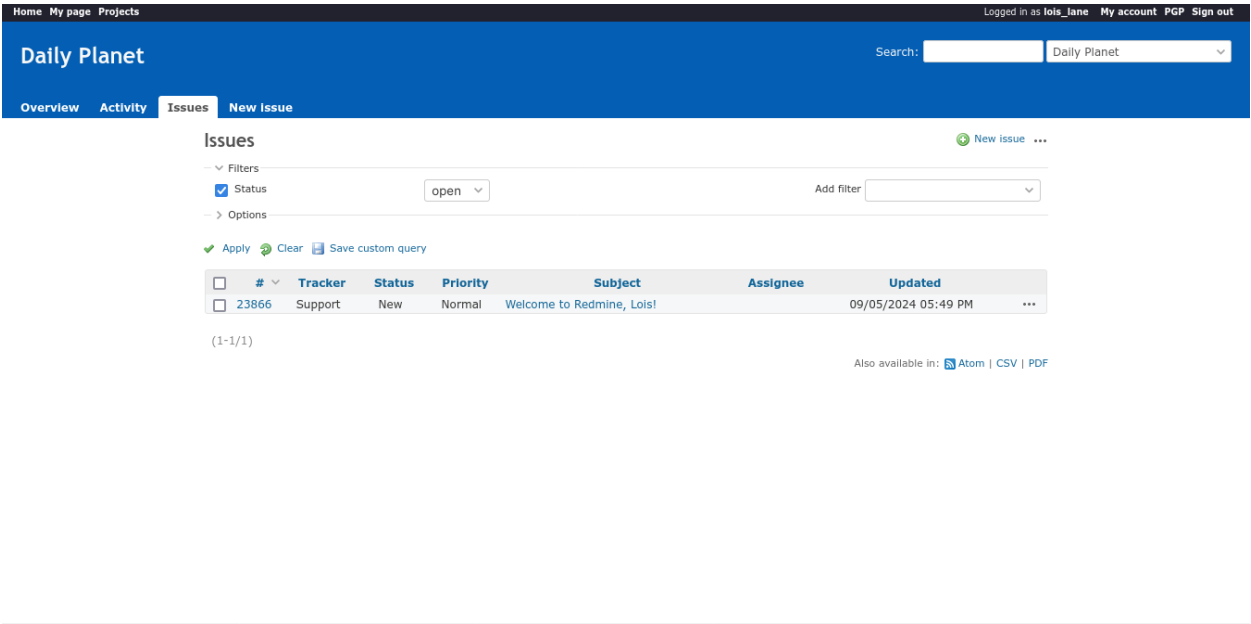 Home My page Projects Logged in as lois_lane My account PGP Sign out
Daily Planet Search: Daily Planet
Overview Activity Issues New issue
Issues New issue ...
Filters
Status open Add filter
Options
Apply Clear Save custom query
# Tracker Status Priority Subject Assignee Updated
23866 Support New Normal Welcome to Redmine, Lois! 09/05/2024 05:49 PM ...
(1-1/1)
Also available in: Atom | CSV | PDF